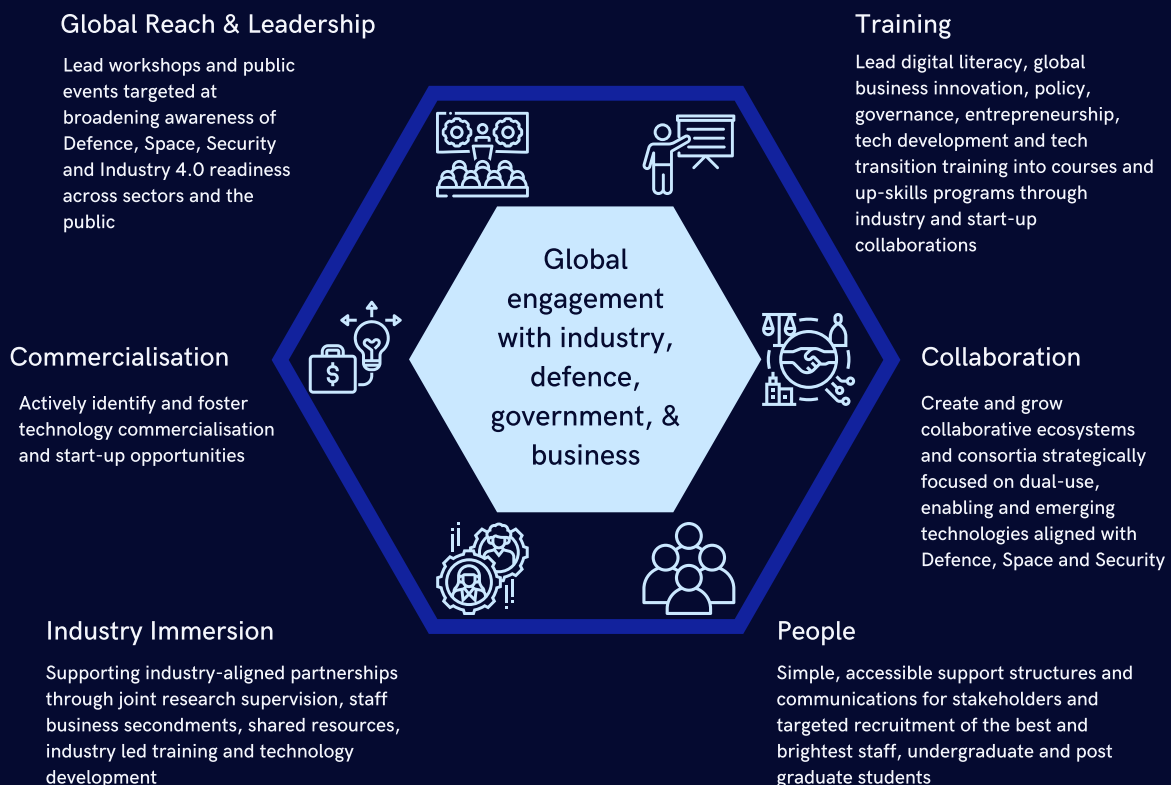 Global Reach & Leadership
Lead workshops and public
events targeted at
broadening awareness of
Defence, Space, Security
and Industry 4.0 readiness
across sectors and the
public
Training
Lead digital literacy, global
business innovation, policy,
governance, entrepreneurship,
tech development and tech
transition training into courses and
up-skills programs through
industry and start-up
collaborations
Global
engagement
with industry,
defence,
government, &
business
Commercialisation
Actively identify and foster
technology commercialisation
and start-up opportunities
$
Collaboration
Create and grow
collaborative ecosystems
and consortia strategically
focused on dual-use,
enabling and emerging
technologies aligned with
Defence, Space and Security
Industry Immersion
Supporting industry-aligned partnerships
through joint research supervision, staff
business secondments, shared resources,
industry led training and technology
development
People
Simple, accessible support structures and
communications for stakeholders and
targeted recruitment of the best and
brightest staff, undergraduate and post
graduate students